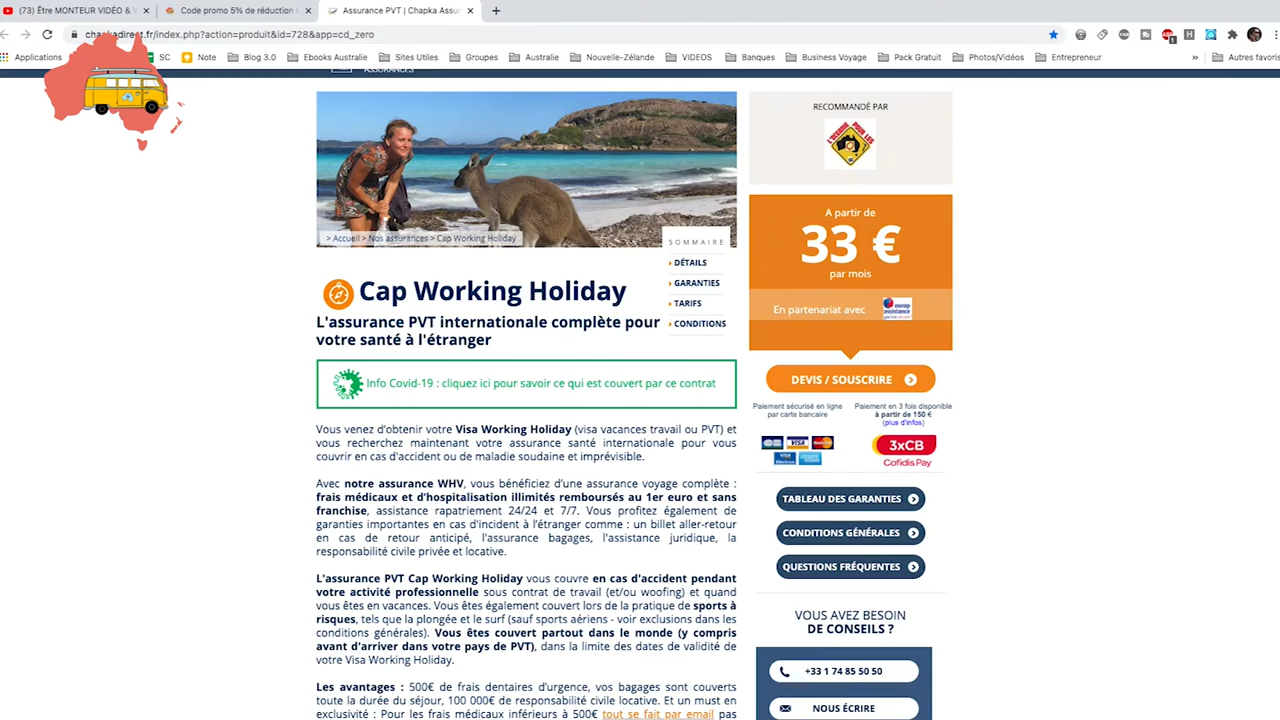 (73) Être MONTEUR VIDÉO & V
Code promo 5% de réduction C
Assurance PVT | Chapka Assur
chapkadirect.fr/index.php?action=produit&id=728&app=cd_zero
Applications
SC
Note
Blog 3.0
Ebooks Australie
Sites Utiles
Groupes
Australie
Nouvelle-Zélande
VIDEOS
Banques
Business Voyage
Pack Gratuit
Photos/Vidéos
Entrepreneur
»
Autres favoris
ASSURANCES
> Accueil > Nos assurances > Cap Working Holiday
SOMMAIRE
DÉTAILS
GARANTIES
TARIFS
CONDITIONS
Cap Working Holiday
L'assurance PVT internationale complète pour
votre santé à l'étranger
Info Covid-19 : cliquez ici pour savoir ce qui est couvert par ce contrat
Vous venez d'obtenir votre Visa Working Holiday (visa vacances travail ou PVT) et
vous recherchez maintenant votre assurance santé internationale pour vous
couvrir en cas d'accident ou de maladie soudaine et imprévisible.
Avec notre assurance WHV, vous bénéficiez d'une assurance voyage complète :
frais médicaux et d'hospitalisation illimités remboursés au 1er euro et sans
franchise, assistance rapatriement 24/24 et 7/7. Vous profitez également de
garanties importantes en cas d'incident à l'étranger comme : un billet aller-retour
en cas de retour anticipé, l'assurance bagages, l'assistance juridique, la
responsabilité civile privée et locative.
L'assurance PVT Cap Working Holiday vous couvre en cas d'accident pendant
votre activité professionnelle sous contrat de travail (et/ou woofing) et quand
vous êtes en vacances. Vous êtes également couvert lors de la pratique de sports à
risques, tels que la plongée et le surf (sauf sports aériens - voir exclusions dans les
conditions générales). Vous êtes couvert partout dans le monde (y compris
avant d'arriver dans votre pays de PVT), dans la limite des dates de validité de
votre Visa Working Holiday.
Les avantages : 500€ de frais dentaires d'urgence, vos bagages sont couverts
toute la durée du séjour, 100 000€ de responsabilité civile locative. Et un must en
exclusivité : Pour les frais médicaux inférieurs à 500€ tout se fait par email pas
RECOMMANDÉ PAR
A partir de
33 €
par mois
En partenariat avec
europ
assistance
DEVIS / SOUSCRIRE
Paiement sécurisé en ligne
par carte bancaire
Paiement en 3 fois disponible
à partir de 150 €
(plus d'infos)
VISA
3xCB
Cofidis Pay
TABLEAU DES GARANTIES
CONDITIONS GÉNÉRALES
QUESTIONS FRÉQUENTES
VOUS AVEZ BESOIN
DE CONSEILS ?
+33 1 74 85 50 50
NOUS ÉCRIRE